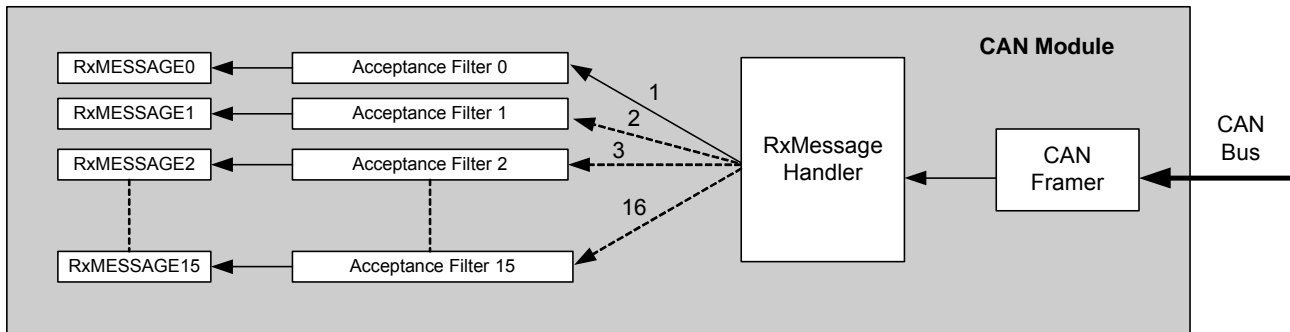 CAN Module
RxMESSAGE0
Acceptance Filter 0
1
RxMESSAGE1
Acceptance Filter 1
2
RxMESSAGE2
Acceptance Filter 2
3
RxMessage
Handler
CAN
Framer
CAN
Bus
16
RxMESSAGE15
Acceptance Filter 15